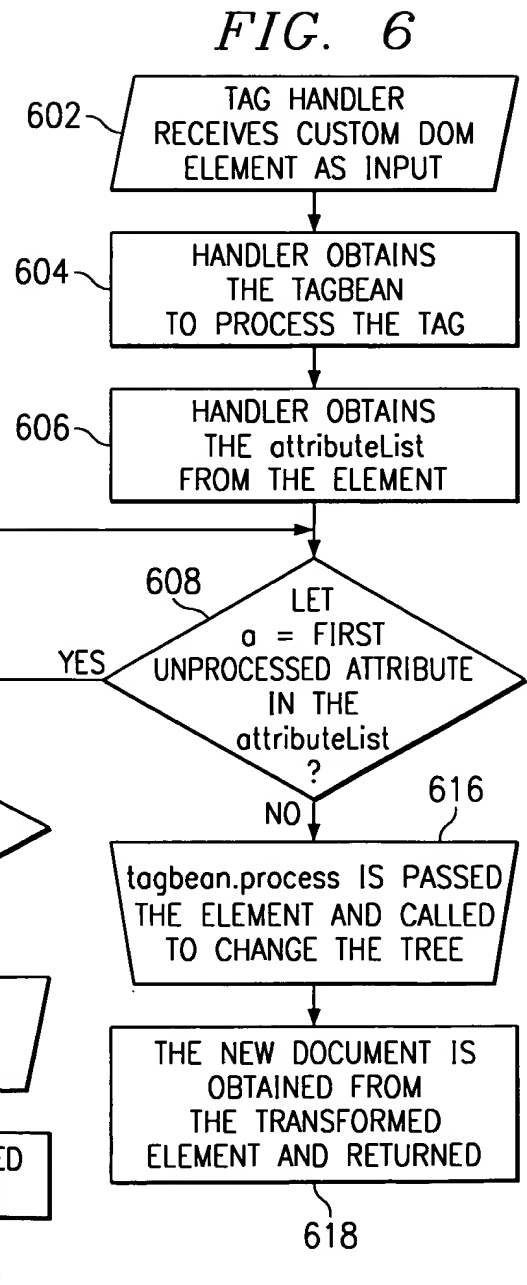 FIG. 6
602
TAG HANDLER
RECEIVES CUSTOM DOM
ELEMENT AS INPUT
604
HANDLER OBTAINS
THE TAGBEAN
TO PROCESS THE TAG
606
HANDLER OBTAINS
THE attributeList
FROM THE ELEMENT
608
LET
a = FIRST
UNPROCESSED ATTRIBUTE
IN THE
attributeList
?
YES
NO
616
tagbean.process IS PASSED
THE ELEMENT AND CALLED
TO CHANGE THE TREE
THE NEW DOCUMENT IS
OBTAINED FROM
THE TRANSFORMED
ELEMENT AND RETURNED
618
ED